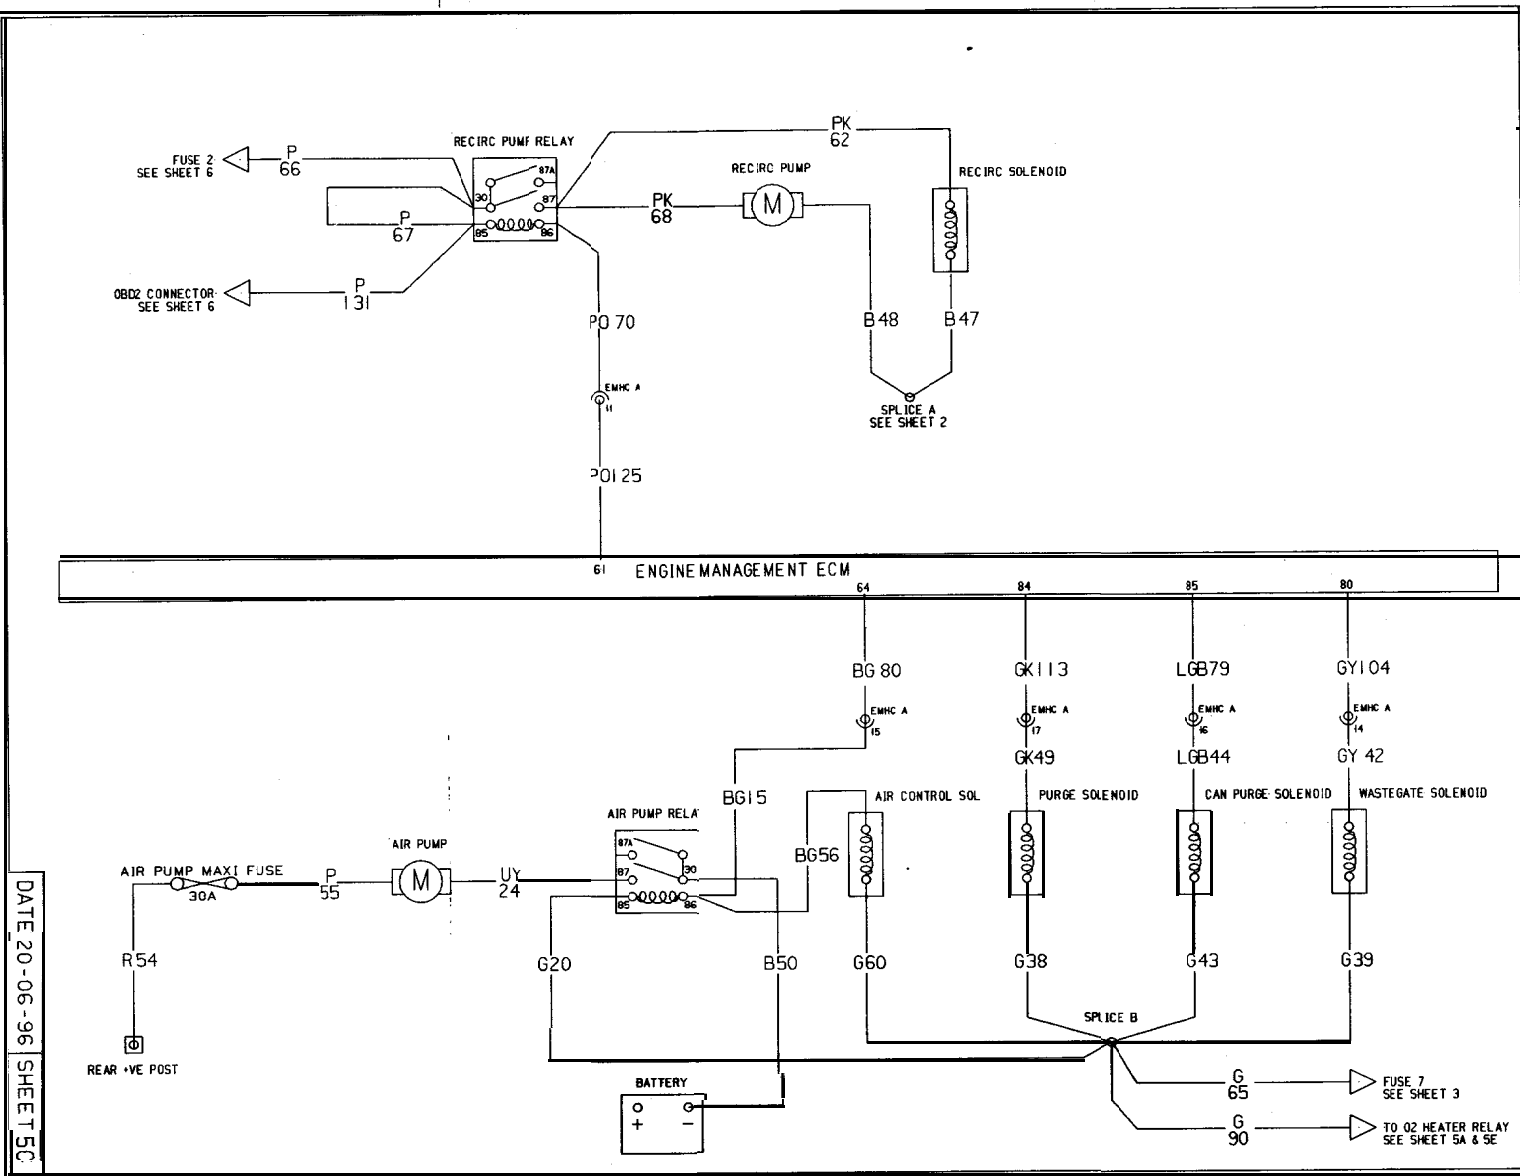 PK
62
RECIRC PUMP RELAY
FUSE 2
SEE SHEET 6
P
66
87A
30
87
85
86
RECIRC PUMP
M
PK
68
RECIRC SOLENOID
P
67
OBD2 CONNECTOR
SEE SHEET 6
P
131
PO 70
B48
B47
EMHC A
11
SPLICE A
SEE SHEET 2
PO125
61
ENGINE MANAGEMENT ECM
64
84
85
80
BG 80
GK113
LGB79
GY104
EMHC A
15
EMHC A
17
EMHC A
16
EMHC A
14
GK49
LGB44
GY 42
BG15
AIR CONTROL SOL
PURGE SOLENOID
CAN PURGE SOLENOID
WASTEGATE SOLENOID
AIR PUMP RELA
AIR PUMP
87A
87
30
85
86
BG56
AIR PUMP MAXI FUSE
30A
P
55
M
UY
24
R54
G20
B50
G60
G38
G43
G39
SPLICE B
REAR +VE POST
BATTERY
+
-
G
65
FUSE 7
SEE SHEET 3
G
90
TO O2 HEATER RELAY
SEE SHEET 5A & 5E
DATE 20-06-96
SHEET 5C